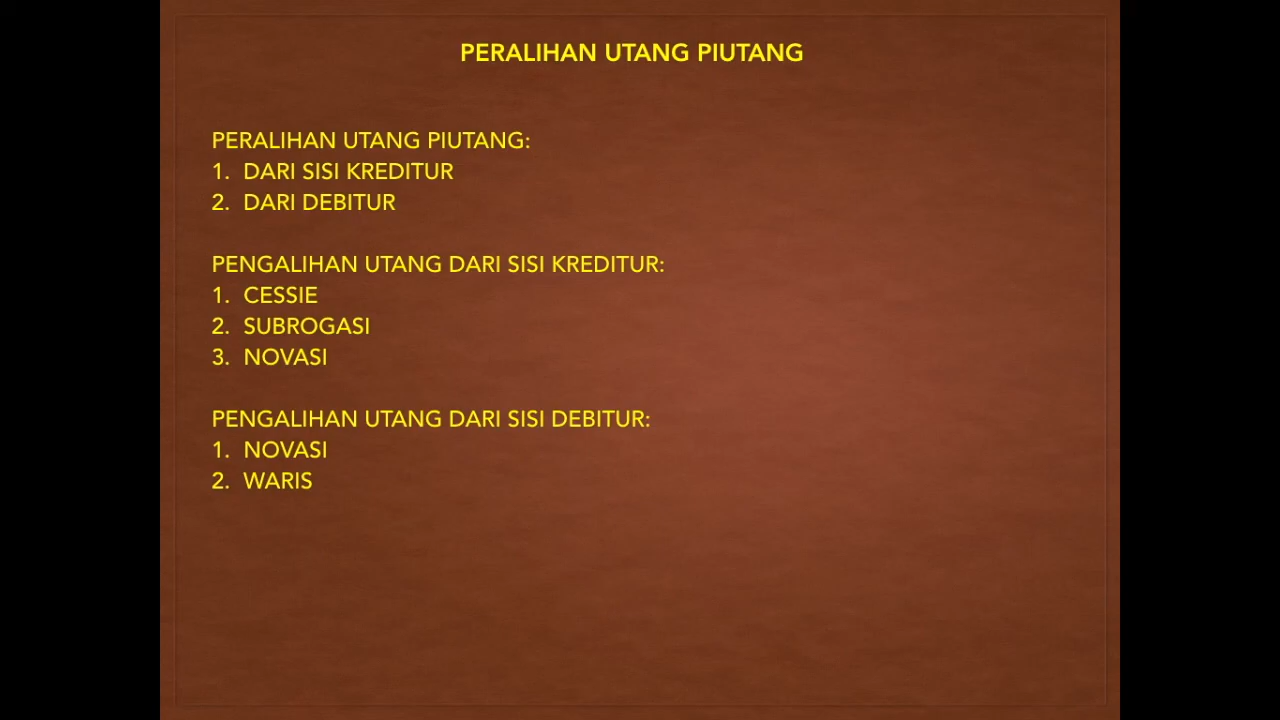 PERALIHAN UTANG PIUTANG
PERALIHAN UTANG PIUTANG:
1. DARI SISI KREDITUR
2. DARI DEBITUR
PENGALIHAN UTANG DARI SISI KREDITUR:
1. CESSIE
2. SUBROGASI
3. NOVASI
PENGALIHAN UTANG DARI SISI DEBITUR:
1. NOVASI
2. WARIS